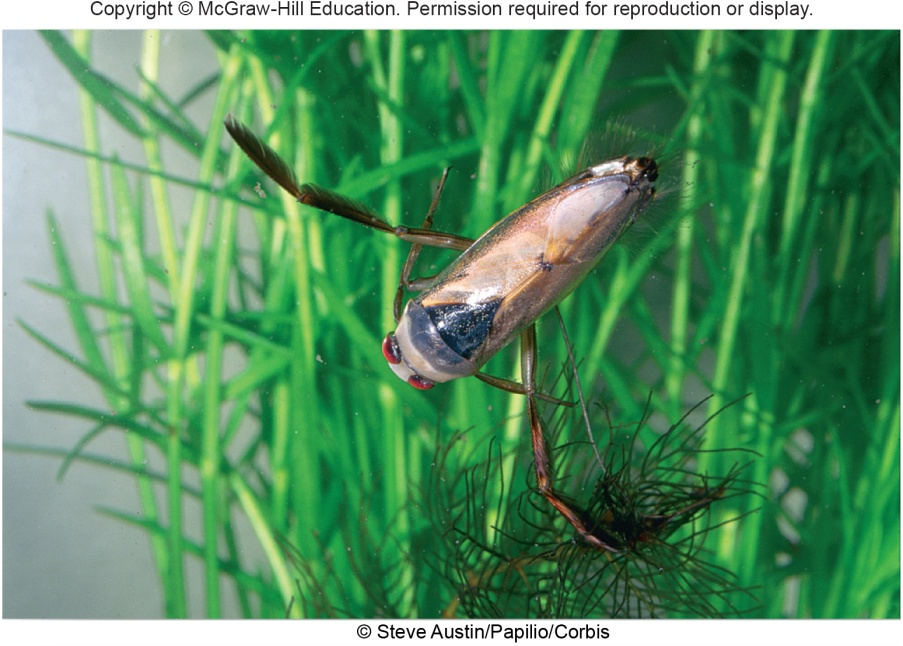 Copyright © McGraw-Hill Education. Permission required for reproduction or display.
© Steve Austin/Papilio/Corbis